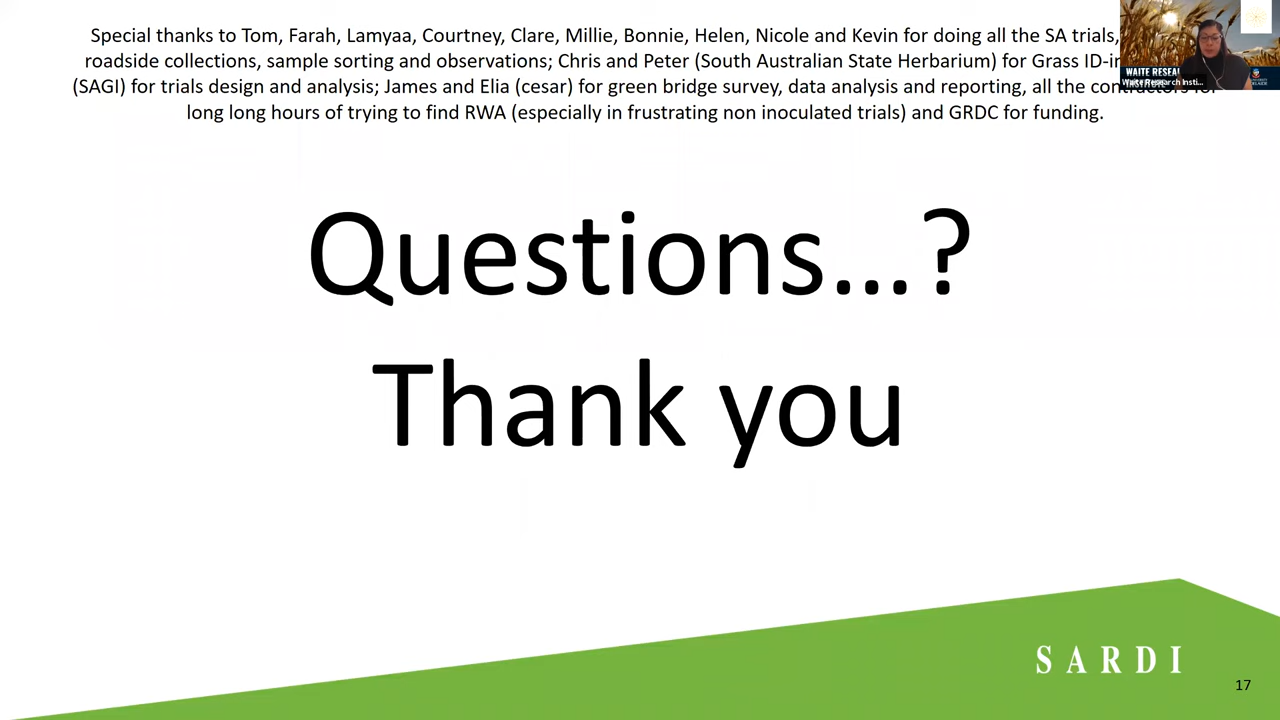 Special thanks to Tom, Farah, Lamyaa, Courtney, Clare, Millie, Bonnie, Helen, Nicole and Kevin for doing all the SA trials,
roadside collections, sample sorting and observations; Chris and Peter (South Australian State Herbarium) for Grass ID-in
(SAGI) for trials design and analysis; James and Elia (cesar) for green bridge survey, data analysis and reporting, all the contractors for
long long hours of trying to find RWA (especially in frustrating non inoculated trials) and GRDC for funding.
WAITE RESEA
INSTITUTE
Waite Research Insti...
Questions...?
Thank you
SARDI
17